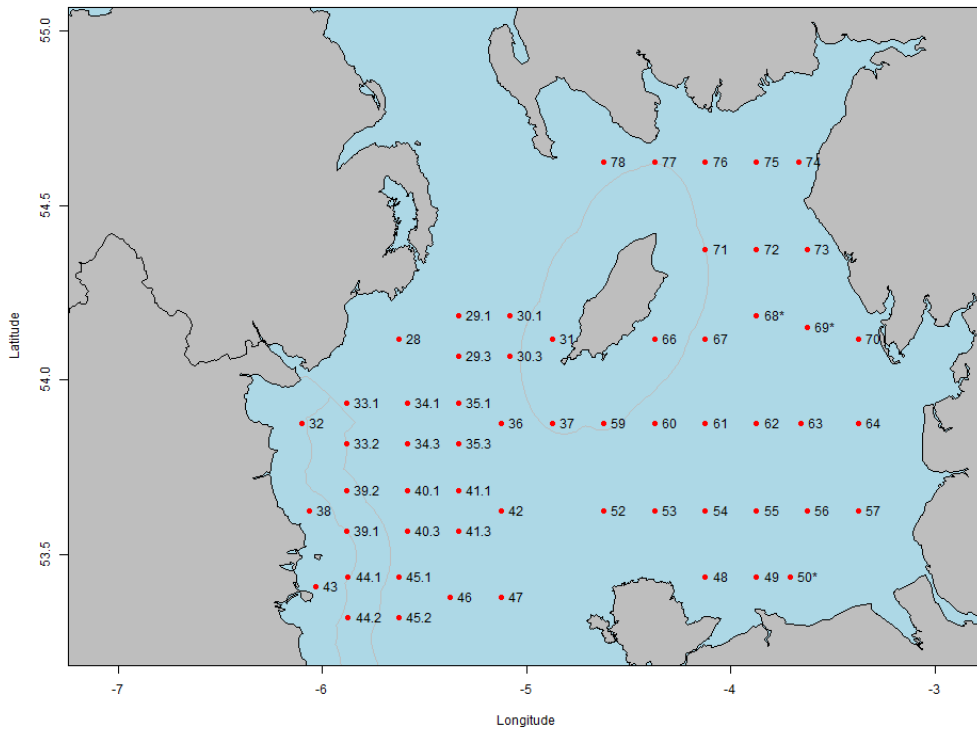 55.0
78 77 76 75 74
54.5
71 72 73
29.1 30.1 68*
69*
28 31 66 67 70
29.3 30.3
54.0
33.1 34.1 35.1
32 36 37 59 60 61 62 63 64
33.2 34.3 35.3
39.2 40.1 41.1
38 42 52 53 54 55 56 57
39.1 40.3 41.3
53.5
44.1 45.1 48 49 50*
43
46 47
44.2 45.2
-7 -6 -5 -4 -3
Longitude
Latitude